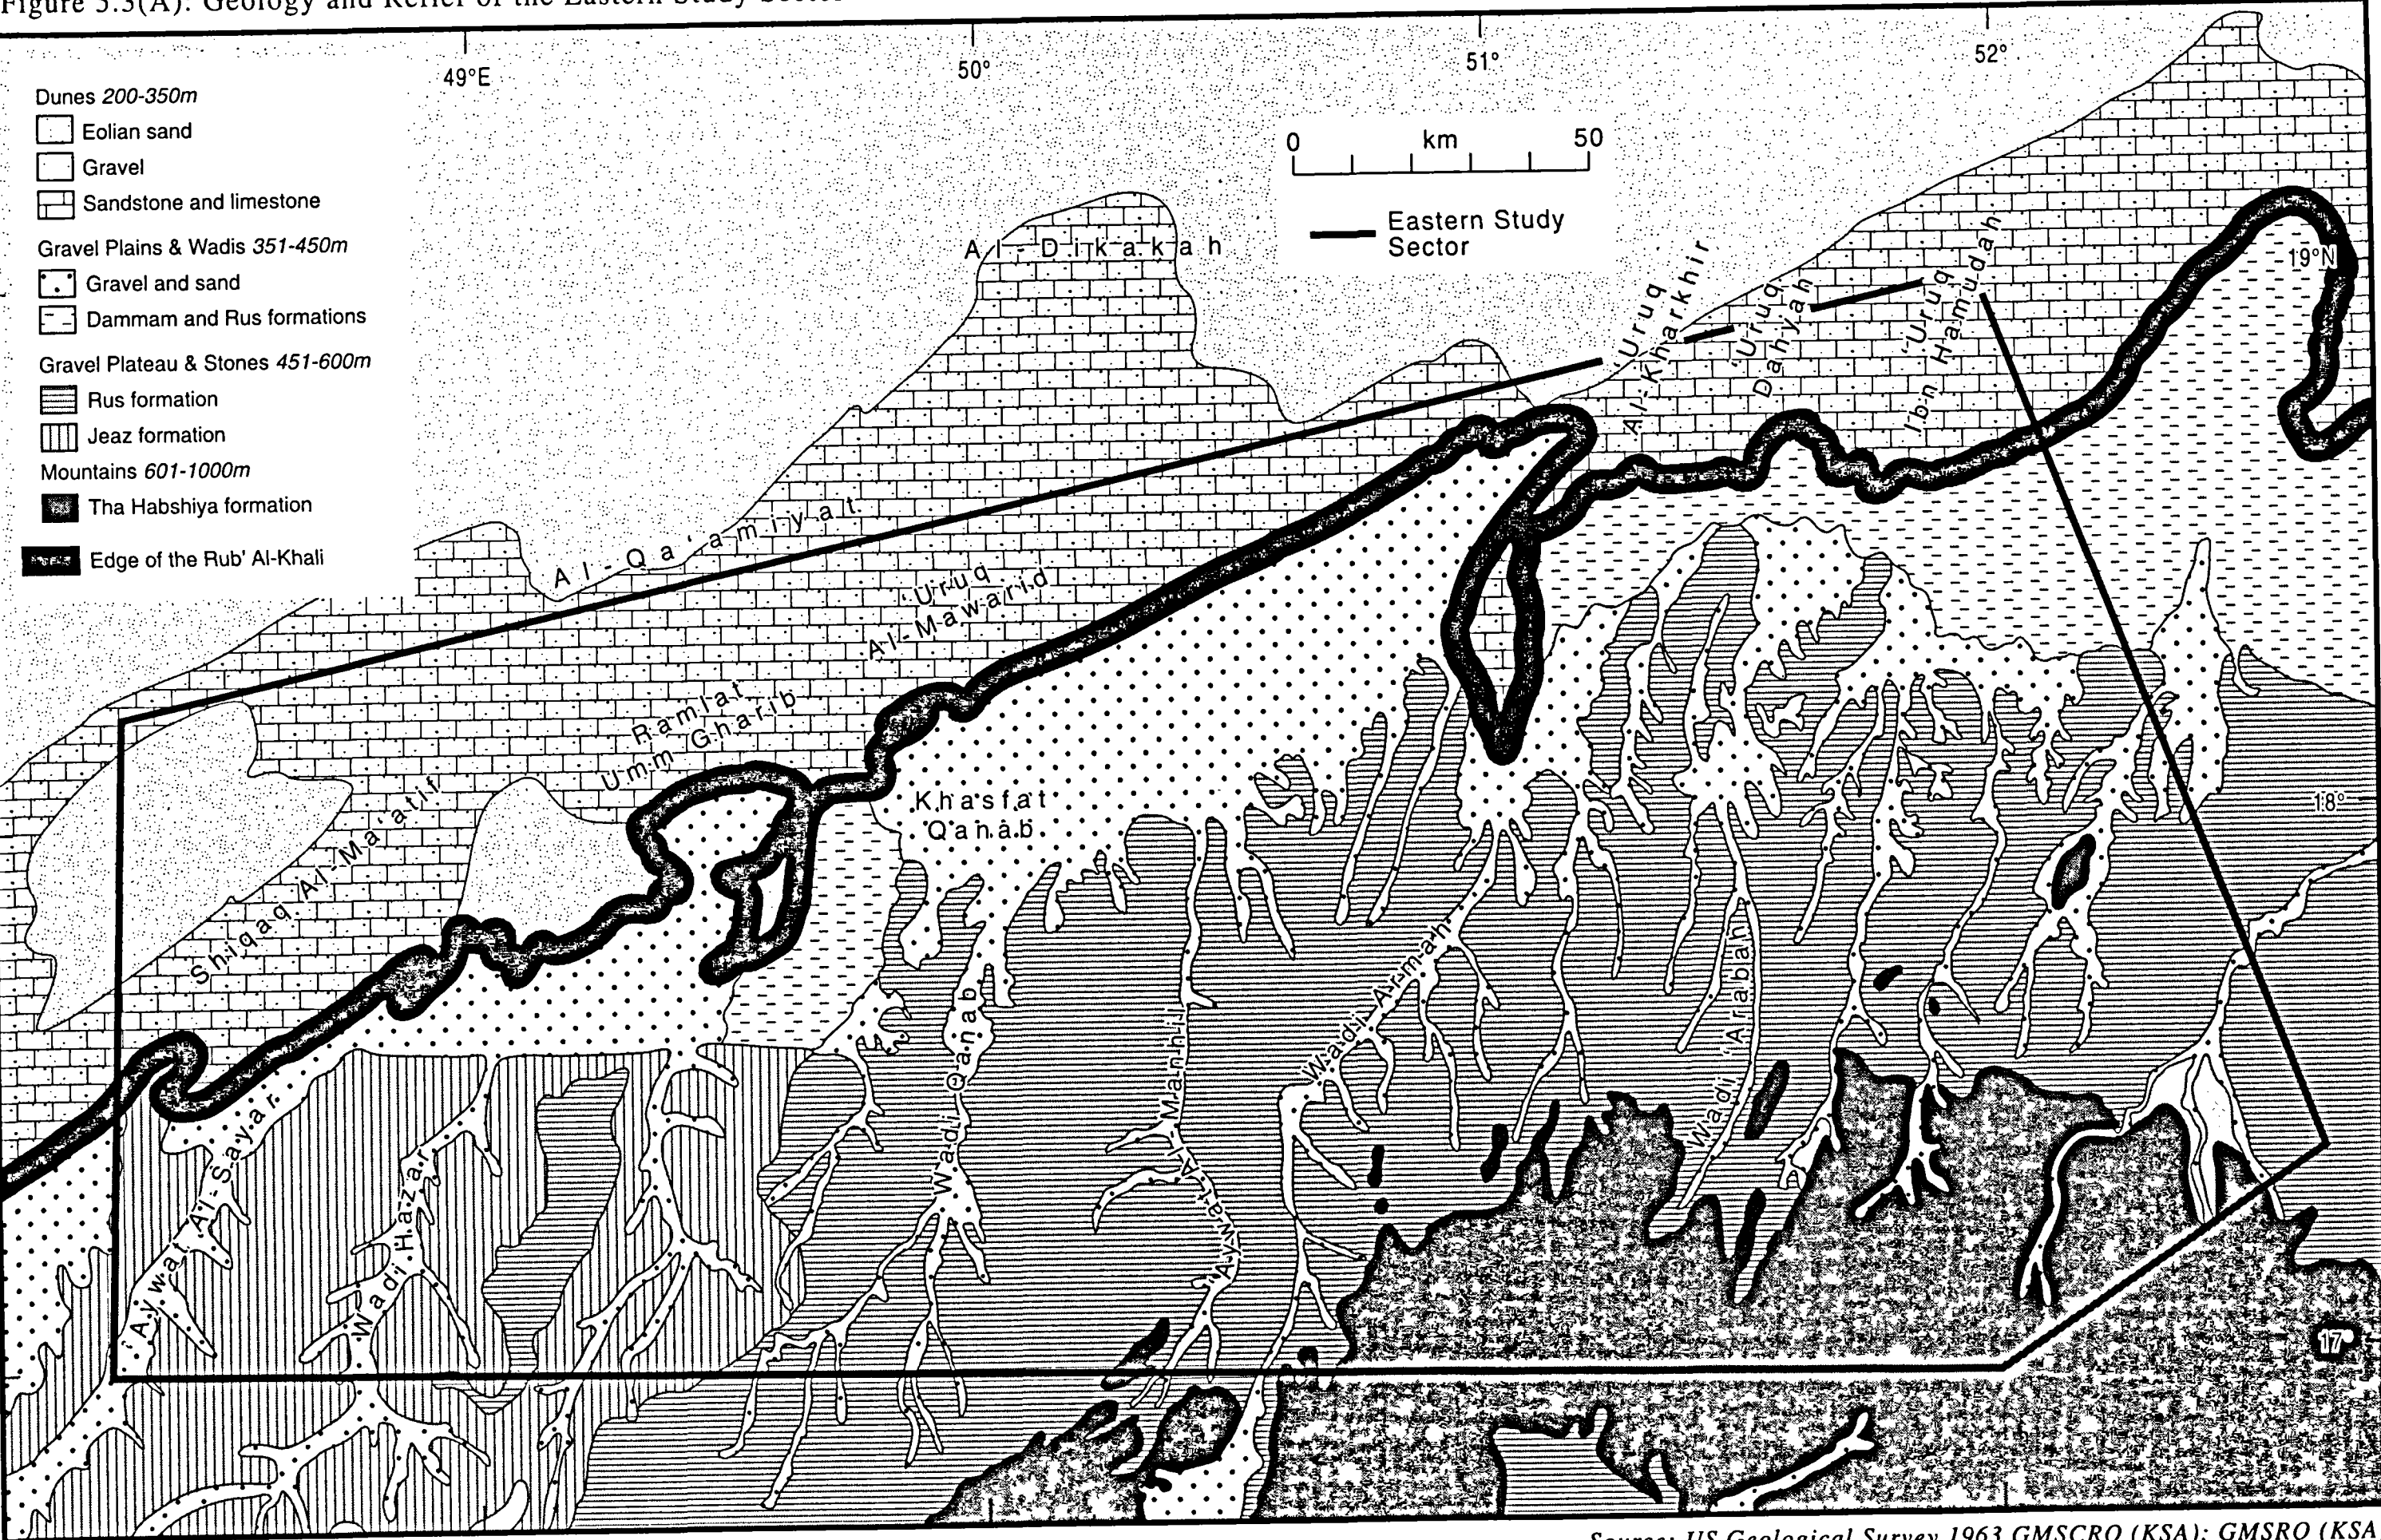 Figure 5.3(A): Geology and Relief of the Eastern Study Sector
49°E
50°
51°
52°
Dunes 200-350m
Eolian sand
Gravel
Sandstone and limestone
Gravel Plains & Wadis 351-450m
Gravel and sand
Dammam and Rus formations
Gravel Plateau & Stones 451-600m
Rus formation
Jeaz formation
Mountains 601-1000m
Tha Habshiya formation
Edge of the Rub' Al-Khali
0 km 50
Eastern Study
Sector
Al-Dikakah
'Uruq
Al-Kharkhir
'Uruq
Dahyah
'Uruq
Ibn Hamudah
19°N
Al-Qa'amiyat
'Uruq
Al-Mawarid
Ramlat
Umm Gharib
Shiqaq Al-Ma'atif
Khasfat
Qanab
18°
Aywat Al-Sayar
Wadi Hazar
Wadi Qanab
'Aywat Al-Manhil
Wadi Armah
Wadi 'Arabah
17°
Source: US Geological Survey 1963 GMSCRO (KSA); GMSRO (KSA